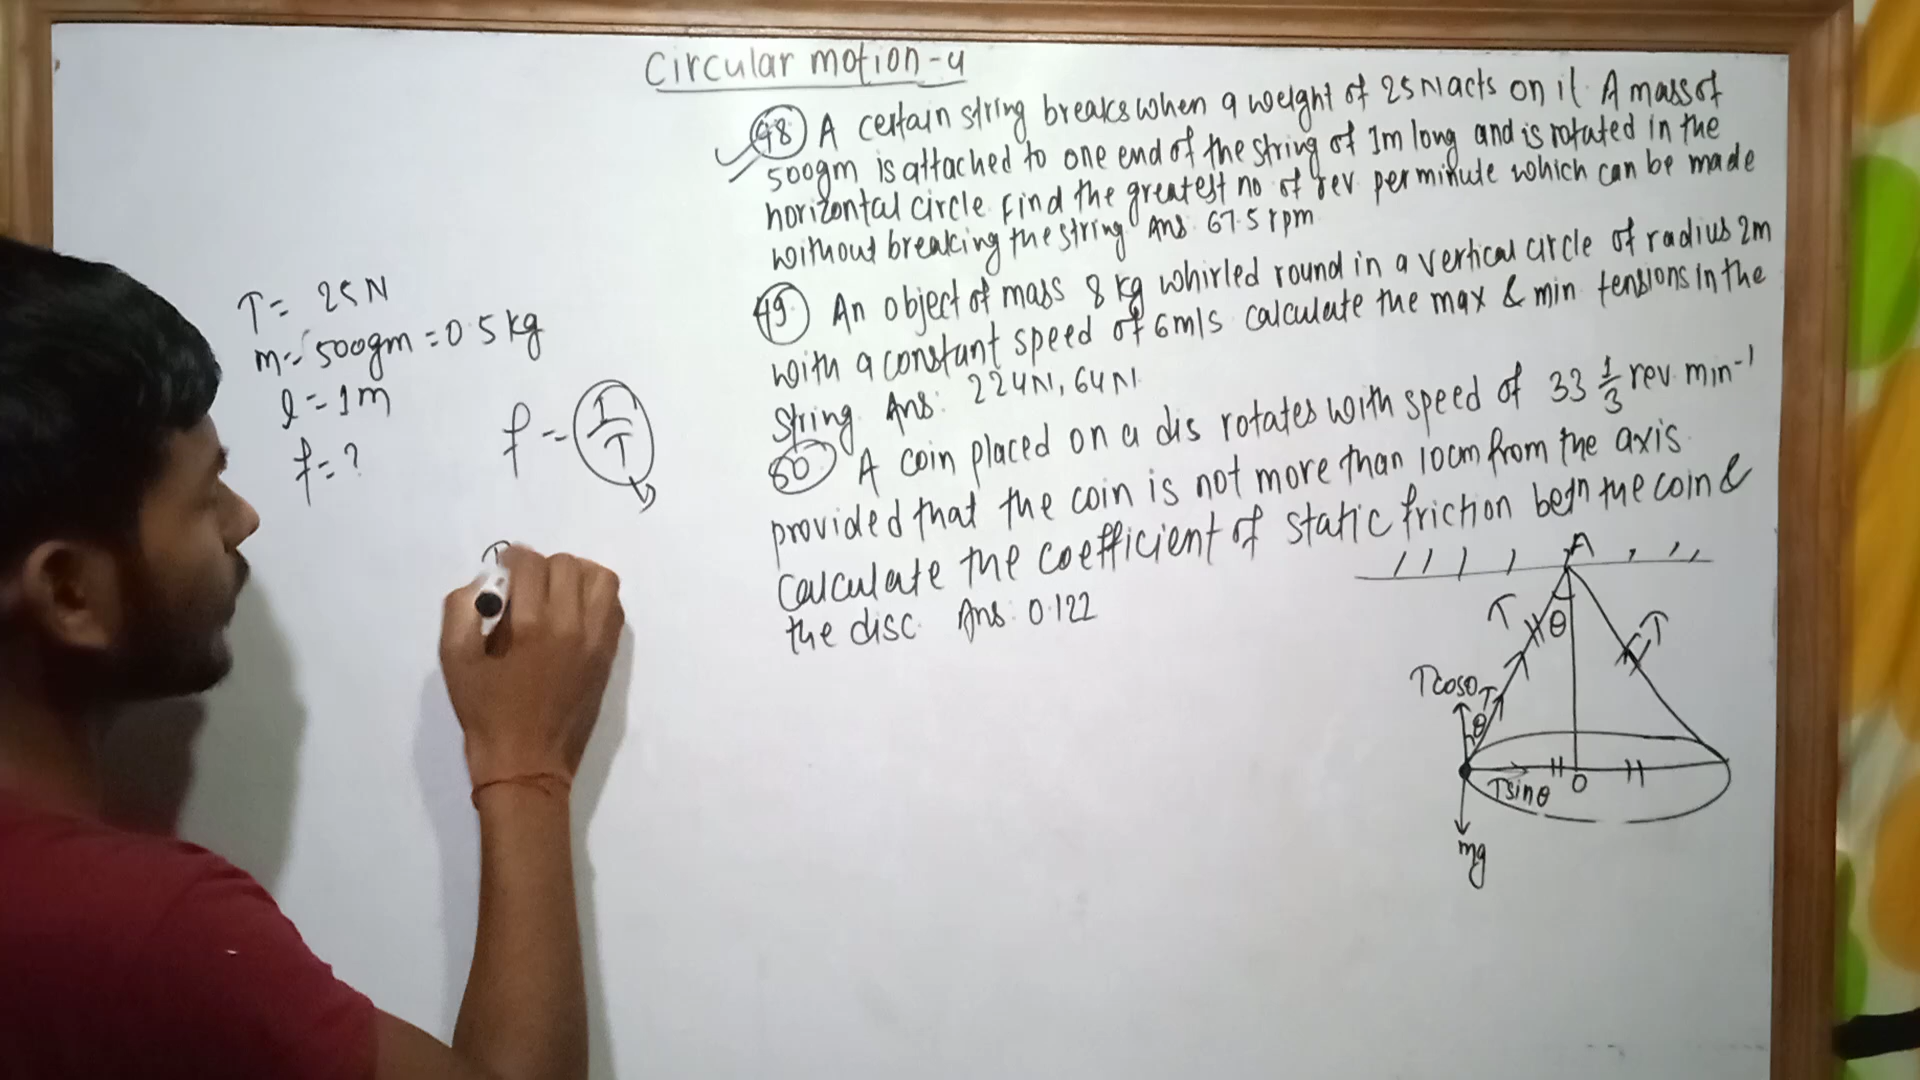 Circular motion-4
48 A certain string breaks when a weight of 25N acts on it. A mass of
500gm is attached to one end of the string of 1m long and is rotated in the
horizontal circle. Find the greatest no. of rev per minute which can be made
without breaking the string Ans. 67.5 rpm
49 An object of mass 8 kg whirled round in a vertical circle of radius 2m
with a constant speed of 6m/s calculate the max & min tensions in the
string. Ans: 224N, 64N.
50 A coin placed on a dis rotates with speed of 33 1/3 rev min⁻¹
provided that the coin is not more than 10cm from the axis.
calculate the coefficient of static friction betn the coin &
the disc. Ans. 0.122
T= 25N
m= 500gm = 0.5 kg
l = 1m
f = ?
f = 1/T
T
A
T
θ
T
Tcosθ
T
θ
Tsinθ
O
mg